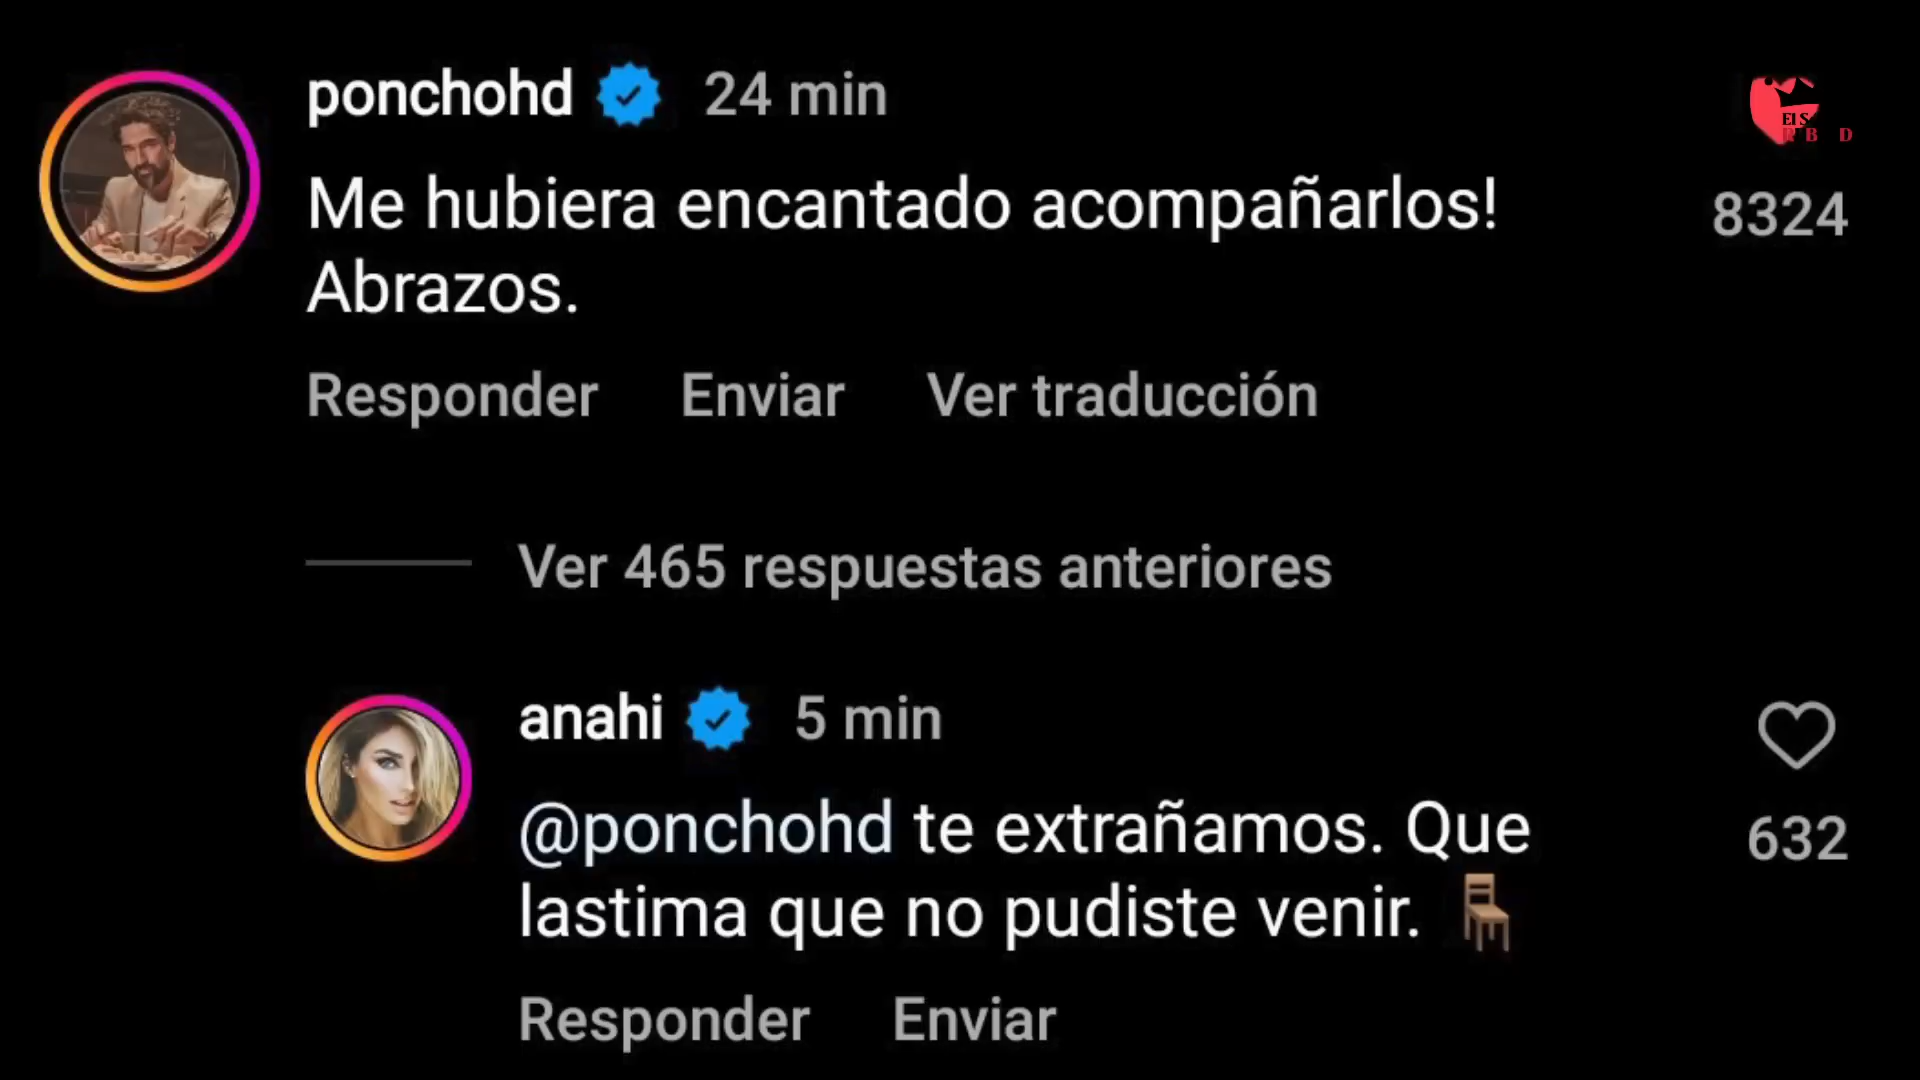 ponchohd 24 min
Me hubiera encantado acompañarlos!
Abrazos.
8324
Responder Enviar Ver traducción
Ver 465 respuestas anteriores
anahi 5 min
@ponchohd te extrañamos. Que
lastima que no pudiste venir. 🪑
632
Responder Enviar